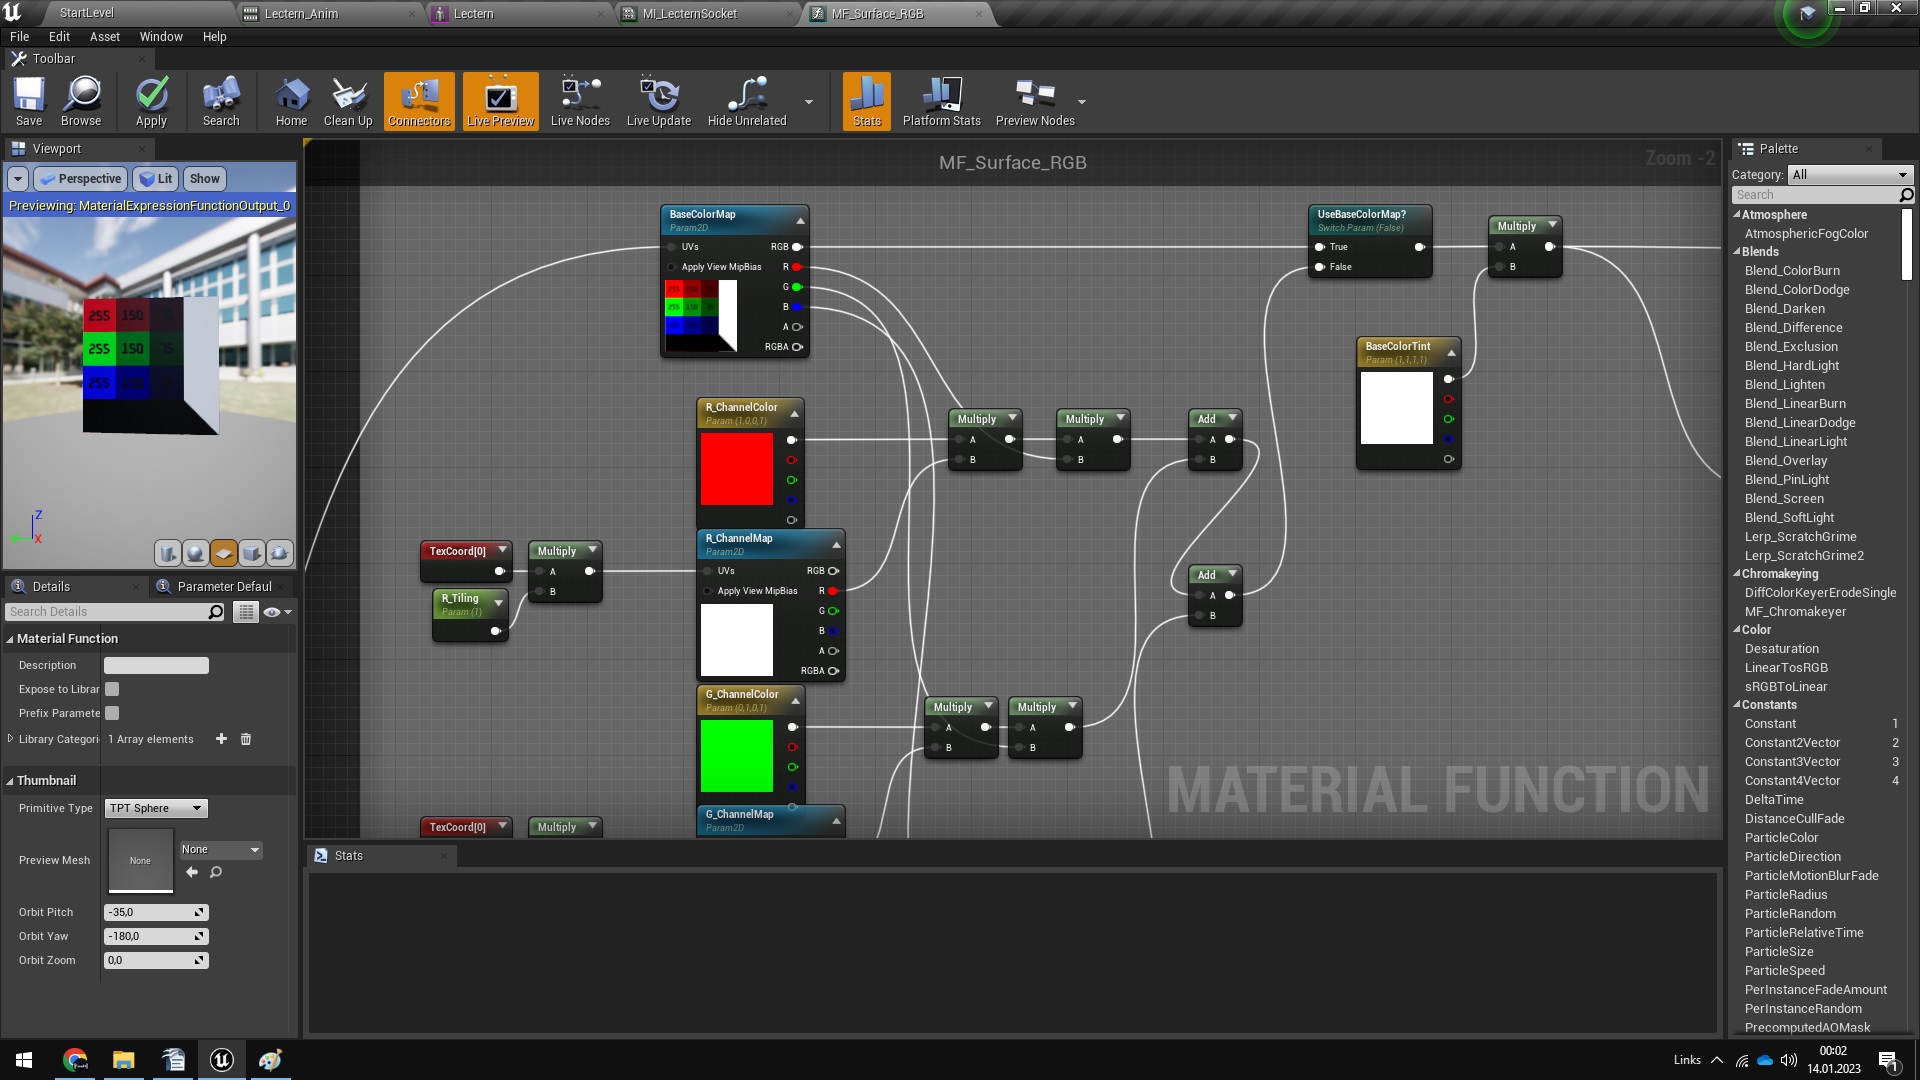 StartLevel
Lectern_Anim
Lectern
MI_LecternSocket
MF_Surface_RGB
File Edit Asset Window Help
Toolbar
Save
Browse
Apply
Search
Home
Clean Up
Connectors
Live Preview
Live Nodes
Live Update
Hide Unrelated
Stats
Platform Stats
Preview Nodes
Viewport
Perspective
Lit
Show
Previewing: MaterialExpressionFunctionOutput_0
255 150 75
255 150 75
255 150 75
Z
X
Details
Parameter Defaul
Search Details
Material Function
Description
Expose to Librar
Prefix Paramete
Library Categori
1 Array elements
Thumbnail
Primitive Type
TPT Sphere
Preview Mesh
None
None
Orbit Pitch
-35,0
Orbit Yaw
-180,0
Orbit Zoom
0,0
MF_Surface_RGB
Zoom -2
BaseColorMap
Param2D
UVs
RGB
Apply View MipBias
R
G
B
A
RGBA
UseBaseColorMap?
Switch Param (False)
True
False
Multiply
A
B
BaseColorTint
Param (1,1,1,1)
R_ChannelColor
Param (1,0,0,1)
Multiply
A
B
Multiply
A
B
Add
A
B
TexCoord[0]
Multiply
A
B
R_Tiling
Param (1)
R_ChannelMap
Param2D
UVs
RGB
Apply View MipBias
R
G
B
A
RGBA
Add
A
B
G_ChannelColor
Param (0,1,0,1)
Multiply
A
B
Multiply
A
B
G_ChannelMap
Param2D
TexCoord[0]
Multiply
MATERIAL FUNCTION
Stats
Palette
Category: All
Search
Atmosphere
AtmosphericFogColor
Blends
Blend_ColorBurn
Blend_ColorDodge
Blend_Darken
Blend_Difference
Blend_Exclusion
Blend_HardLight
Blend_Lighten
Blend_LinearBurn
Blend_LinearDodge
Blend_LinearLight
Blend_Overlay
Blend_PinLight
Blend_Screen
Blend_SoftLight
Lerp_ScratchGrime
Lerp_ScratchGrime2
Chromakeying
DiffColorKeyerErodeSingle
MF_Chromakeyer
Color
Desaturation
LinearTosRGB
sRGBToLinear
Constants
Constant 1
Constant2Vector 2
Constant3Vector 3
Constant4Vector 4
DeltaTime
DistanceCullFade
ParticleColor
ParticleDirection
ParticleMotionBlurFade
ParticleRadius
ParticleRandom
ParticleRelativeTime
ParticleSize
ParticleSpeed
PerInstanceFadeAmount
PerInstanceRandom
PrecomputedAOMask
Links
00:02
14.01.2023
1